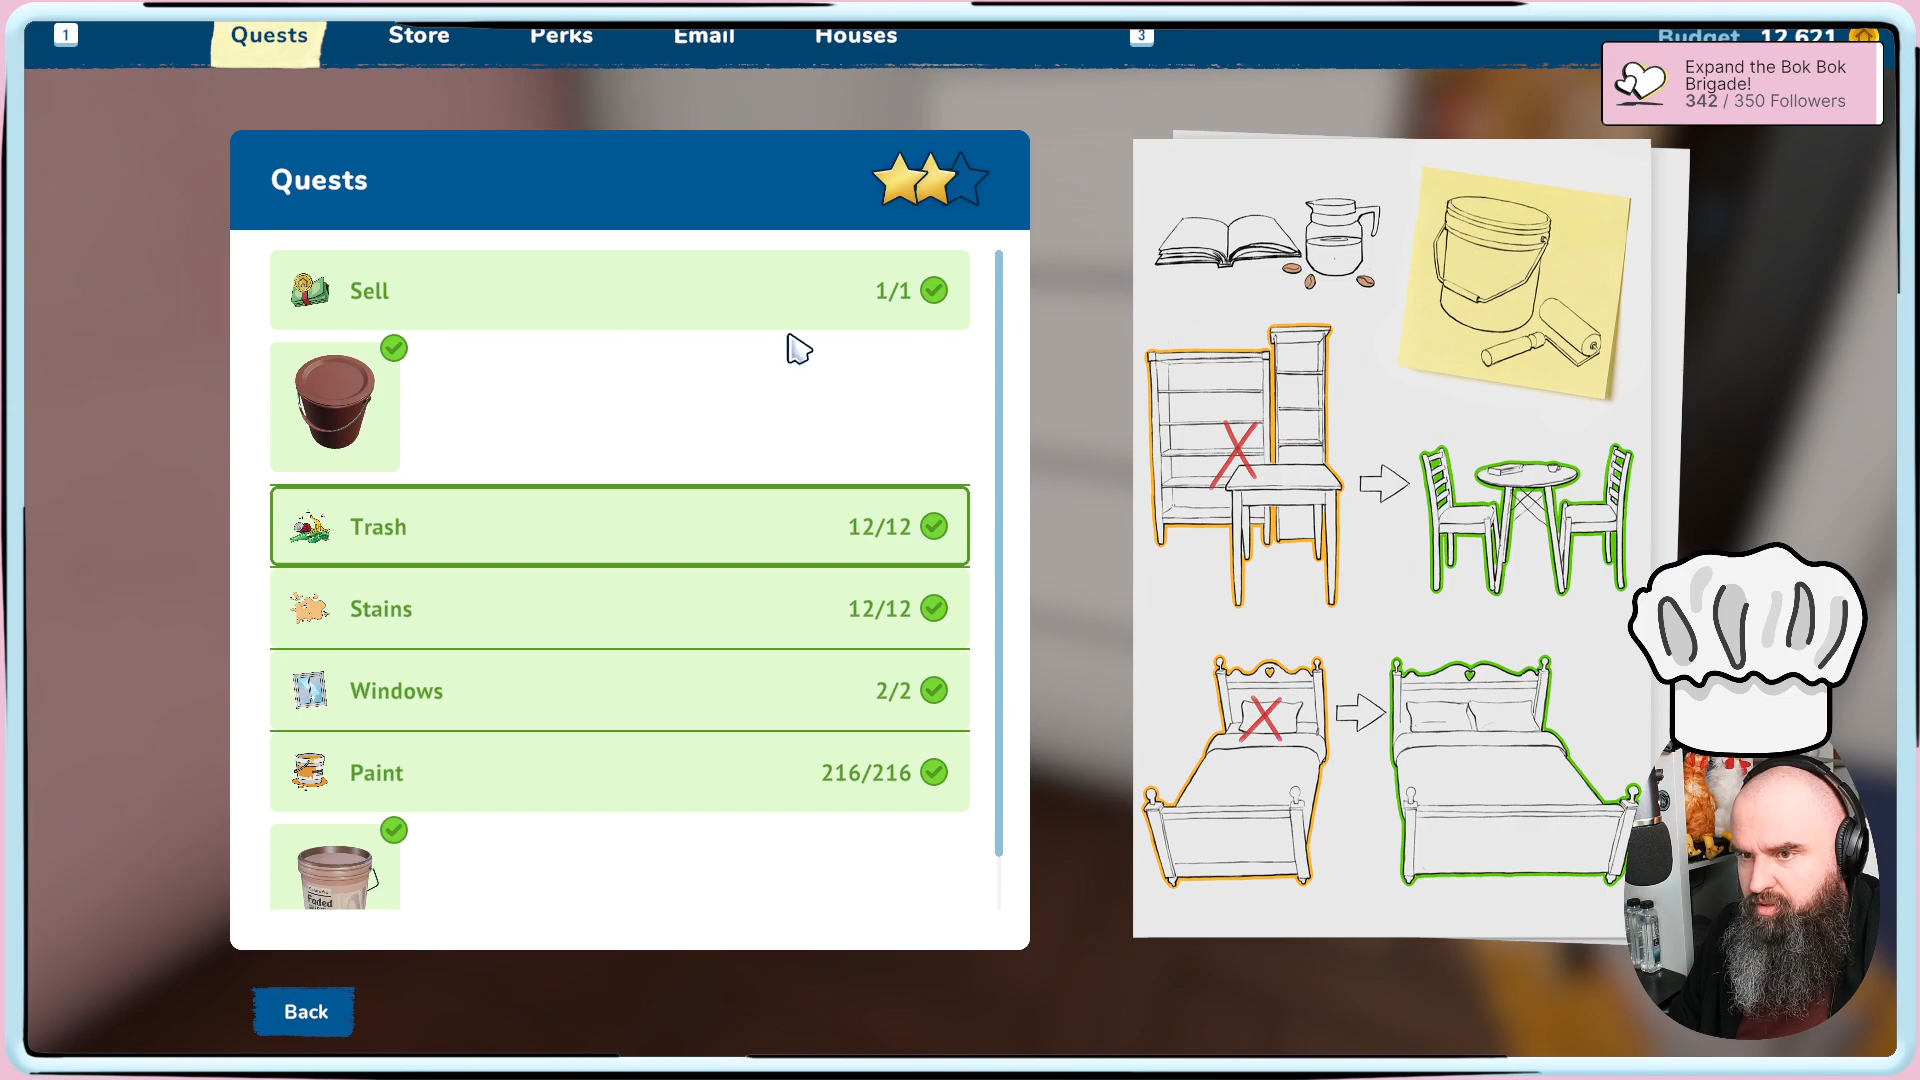 1
Quests
Store
Perks
Email
Houses
3
Budget 12 621
Expand the Bok Bok
Brigade!
342 / 350 Followers
Quests
Sell
1/1
Trash
12/12
Stains
12/12
Windows
2/2
Paint
216/216
Faded
Back